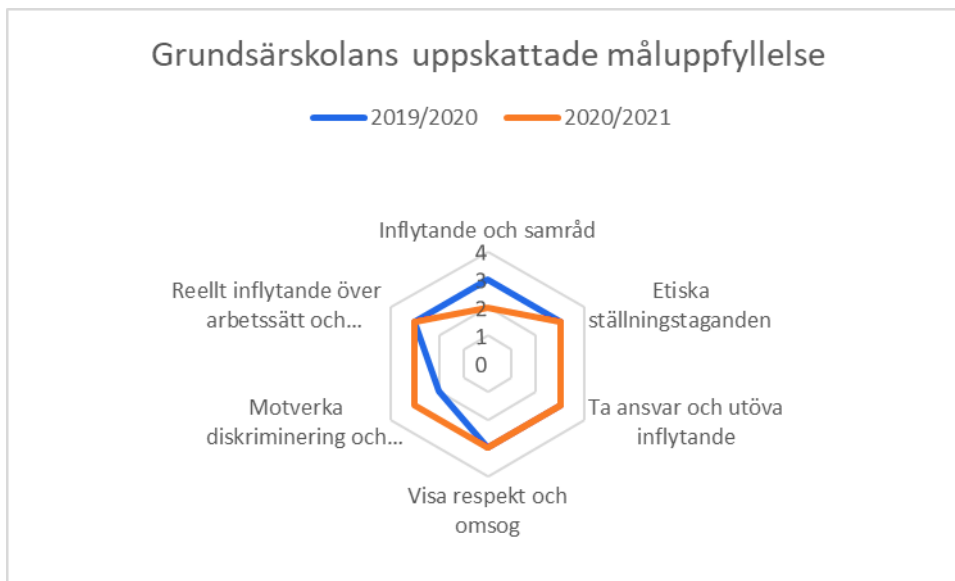 Grundsärskolans uppskattade måluppfyllelse
2019/2020
2020/2021
Inflytande och samråd
4
3
2
1
0
Etiska
ställningstaganden
Ta ansvar och utöva
inflytande
Visa respekt och
omsog
Motverka
diskriminering och...
Reellt inflytande över
arbetssätt och...